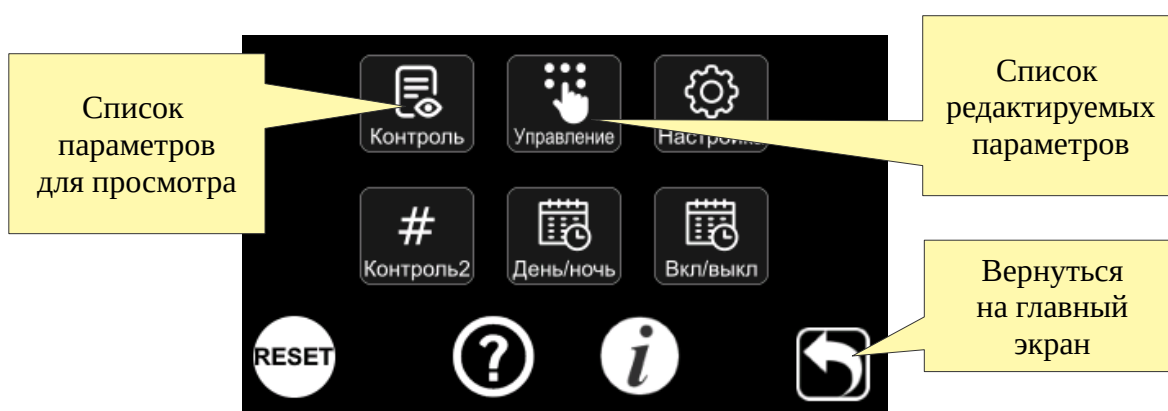 Список
параметров
для просмотра
Список
редактируемых
параметров
Контроль
Управление
#
Контроль2
День/ночь
Вкл/выкл
Вернуться
на главный
экран
RESET
?
i